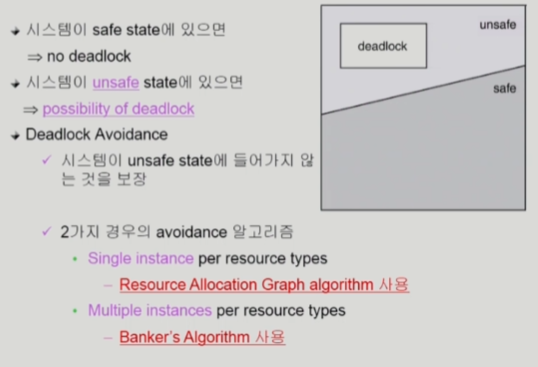 시스템이 safe state에 있으면
⇒ no deadlock
시스템이 unsafe state에 있으면
⇒ possibility of deadlock
Deadlock Avoidance
✓ 시스템이 unsafe state에 들어가지 않
는 것을 보장
✓ 2가지 경우의 avoidance 알고리즘
• Single instance per resource types
– Resource Allocation Graph algorithm 사용
• Multiple instances per resource types
– Banker's Algorithm 사용
unsafe
deadlock
safe